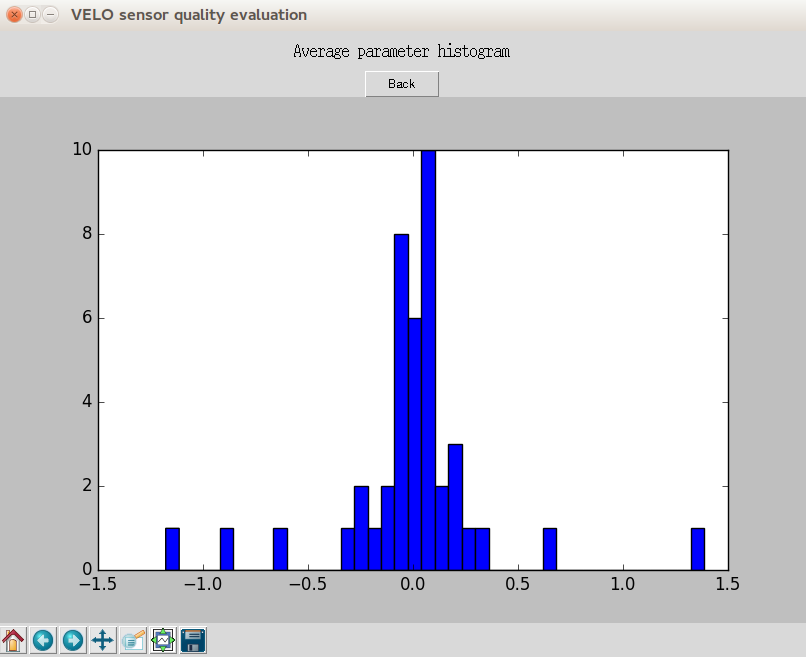 VELO sensor quality evaluation
Average parameter histogram
Back
10
8
6
4
2
0
−1.5 −1.0 −0.5 0.0 0.5 1.0 1.5